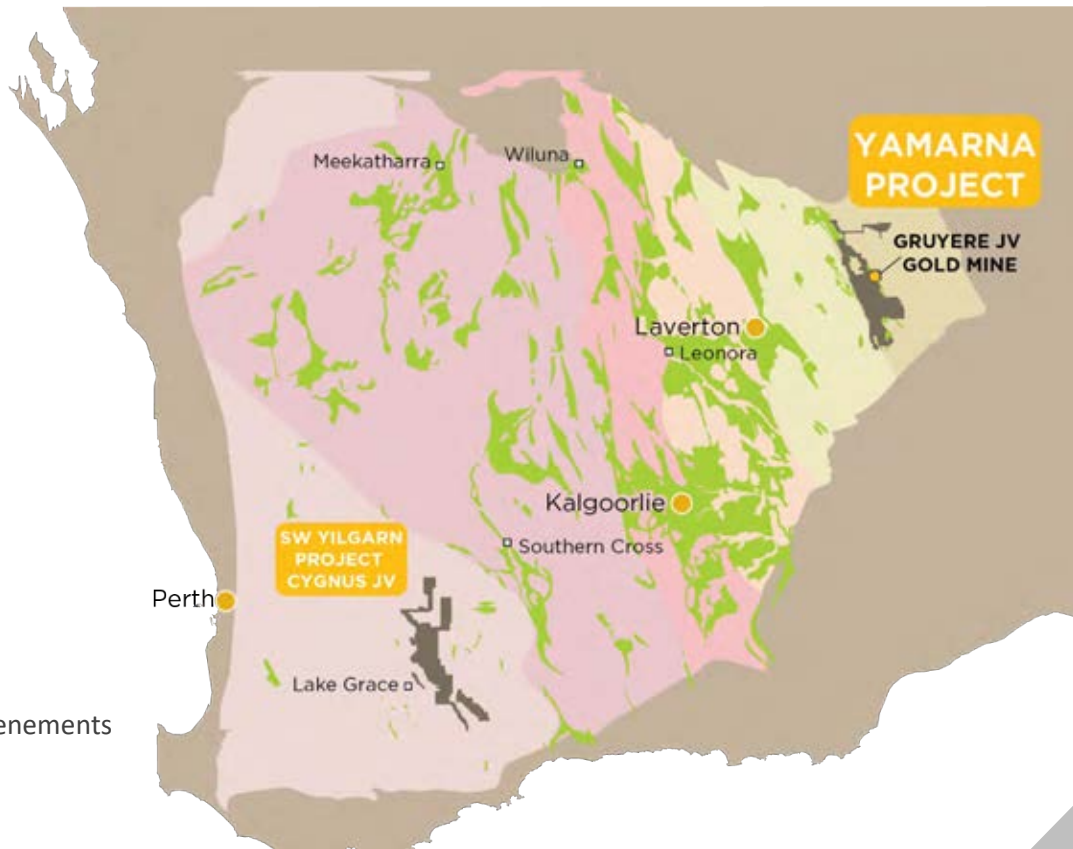 Meekatharra
Wiluna
YAMARNA
PROJECT
GRUYERE JV
GOLD MINE
Laverton
Leonora
Kalgoorlie
SW YILGARN
PROJECT
CYGNUS JV
Southern Cross
Perth
Lake Grace
enements